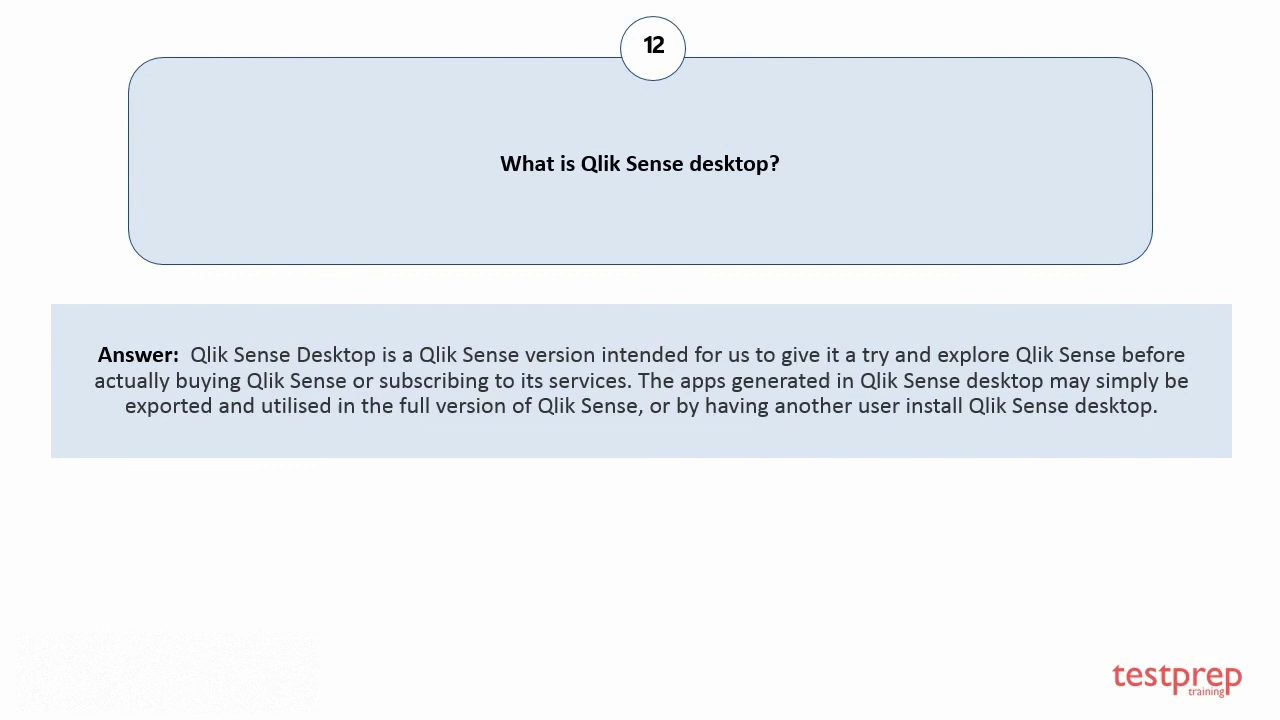 12
What is Qlik Sense desktop?
Answer: Qlik Sense Desktop is a Qlik Sense version intended for us to give it a try and explore Qlik Sense before
actually buying Qlik Sense or subscribing to its services. The apps generated in Qlik Sense desktop may simply be
exported and utilised in the full version of Qlik Sense, or by having another user install Qlik Sense desktop.
testprep
training